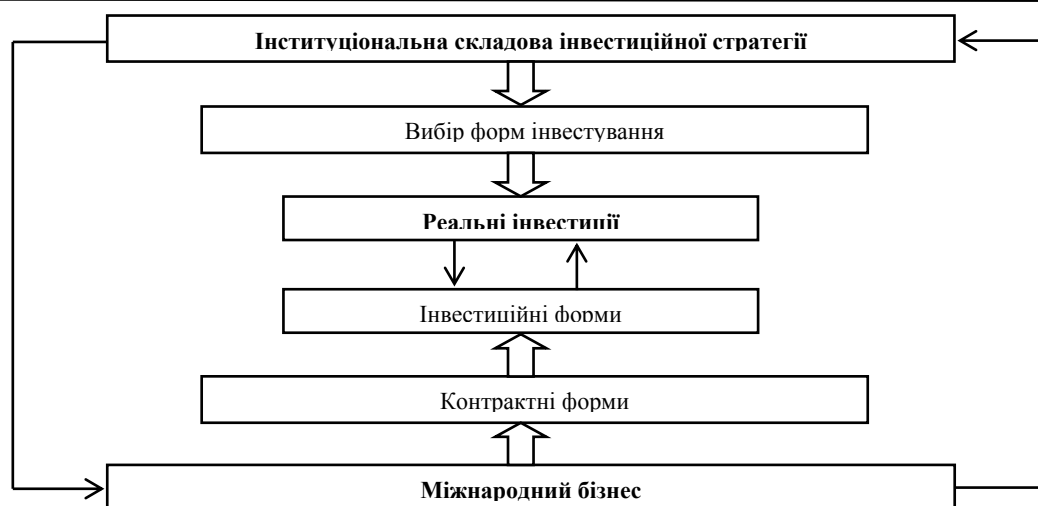 Інституціональна складова інвестиційної стратегії
Вибір форм інвестування
Реальні інвестиції
Інвестиційні форми
Контрактні форми
Міжнародний бізнес